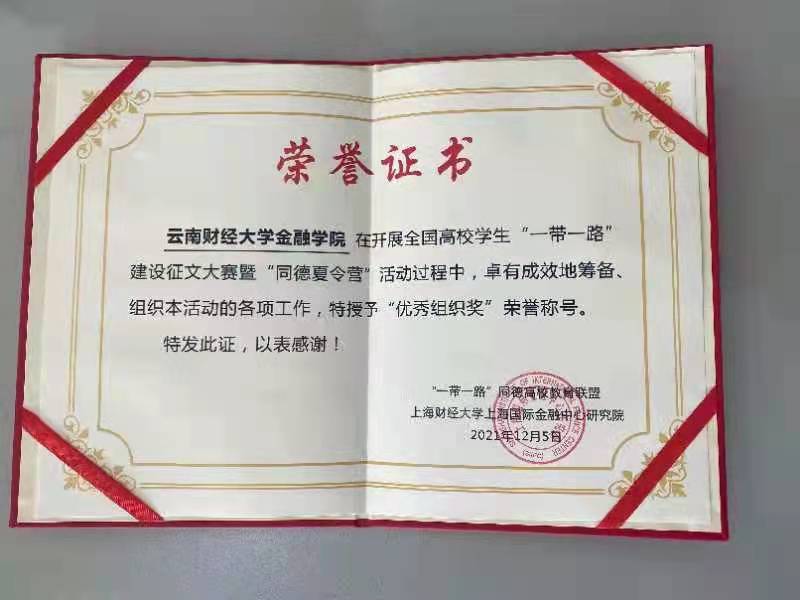 荣誉证书
云南财经大学金融学院 在开展全国高校学生“一带一路”
建设征文大赛暨“同德夏令营”活动过程中，卓有成效地筹备、
组织本活动的各项工作，特授予“优秀组织奖”荣誉称号。
特发此证，以表感谢！
“一带一路”同德高校教育联盟
上海财经大学上海国际金融中心研究院
2021年12月5日